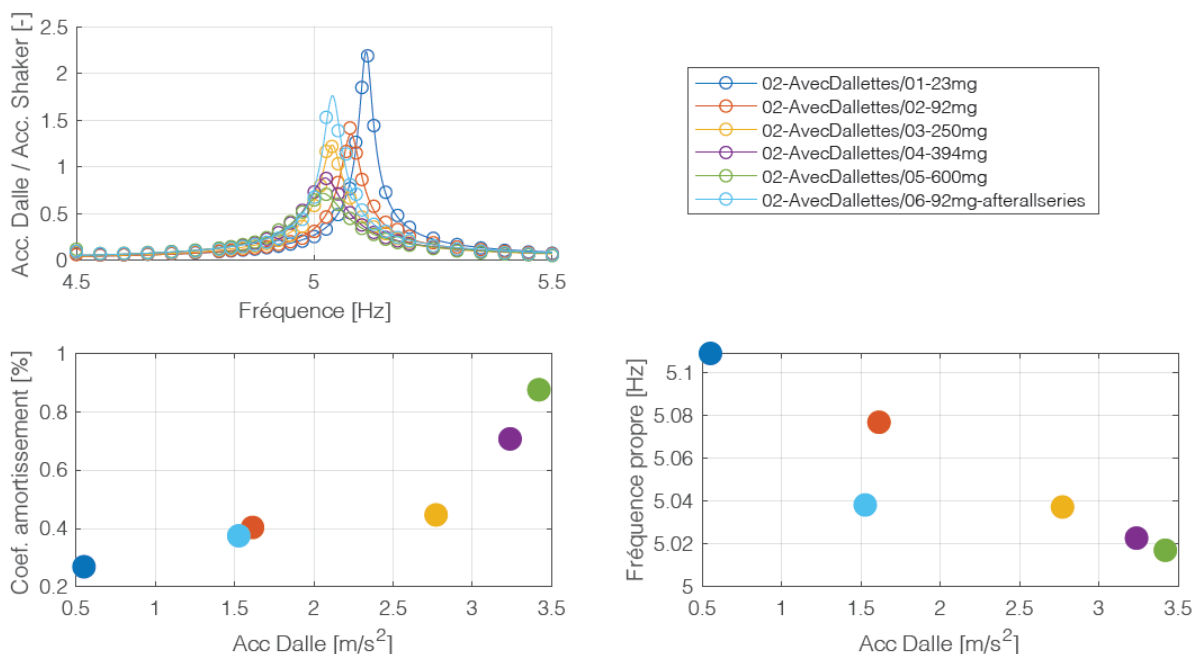 2.5
2
1.5
1
0.5
0
Acc. Dalle / Acc. Shaker [-]
4.5
5
5.5
Fréquence [Hz]
02-AvecDallettes/01-23mg
02-AvecDallettes/02-92mg
02-AvecDallettes/03-250mg
02-AvecDallettes/04-394mg
02-AvecDallettes/05-600mg
02-AvecDallettes/06-92mg-afterallseries
1
0.8
0.6
0.4
0.2
Coef. amortissement [%]
0.5
1
1.5
2
2.5
3
3.5
Acc Dalle [m/s²]
5.1
5.08
5.06
5.04
5.02
5
Fréquence propre [Hz]
0.5
1
1.5
2
2.5
3
3.5
Acc Dalle [m/s²]